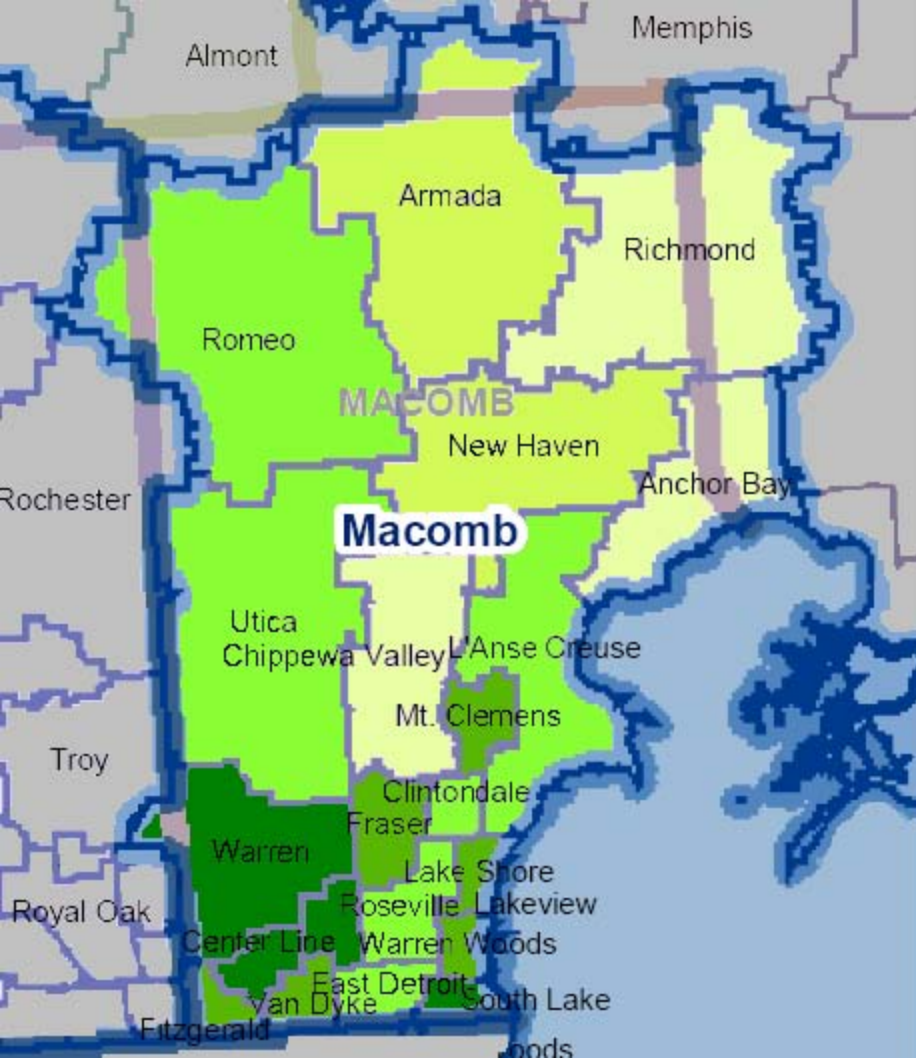 Memphis
Almont
Armada
Richmond
Romeo
MACOMB
New Haven
Anchor Bay
Rochester
Macomb
Utica
L'Anse Creuse
Chippewa Valley
Mt. Clemens
Troy
Clintondale
Fraser
Warren
Lake Shore
Roseville
Lakeview
Royal Oak
Center Line
Warren Woods
East Detroit
Van Dyke
South Lake
Fitzgerald
oods